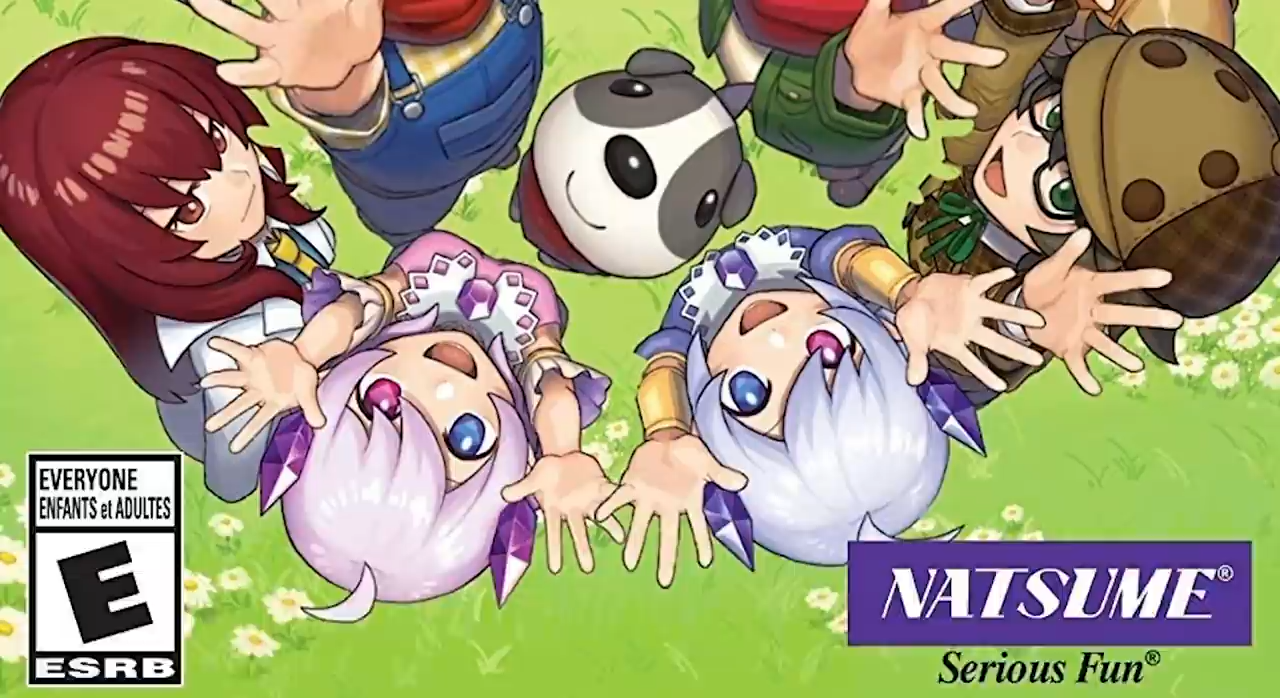 EVERYONE
ENFANTS et ADULTES
E
ESRB
NATSUME®
Serious Fun®